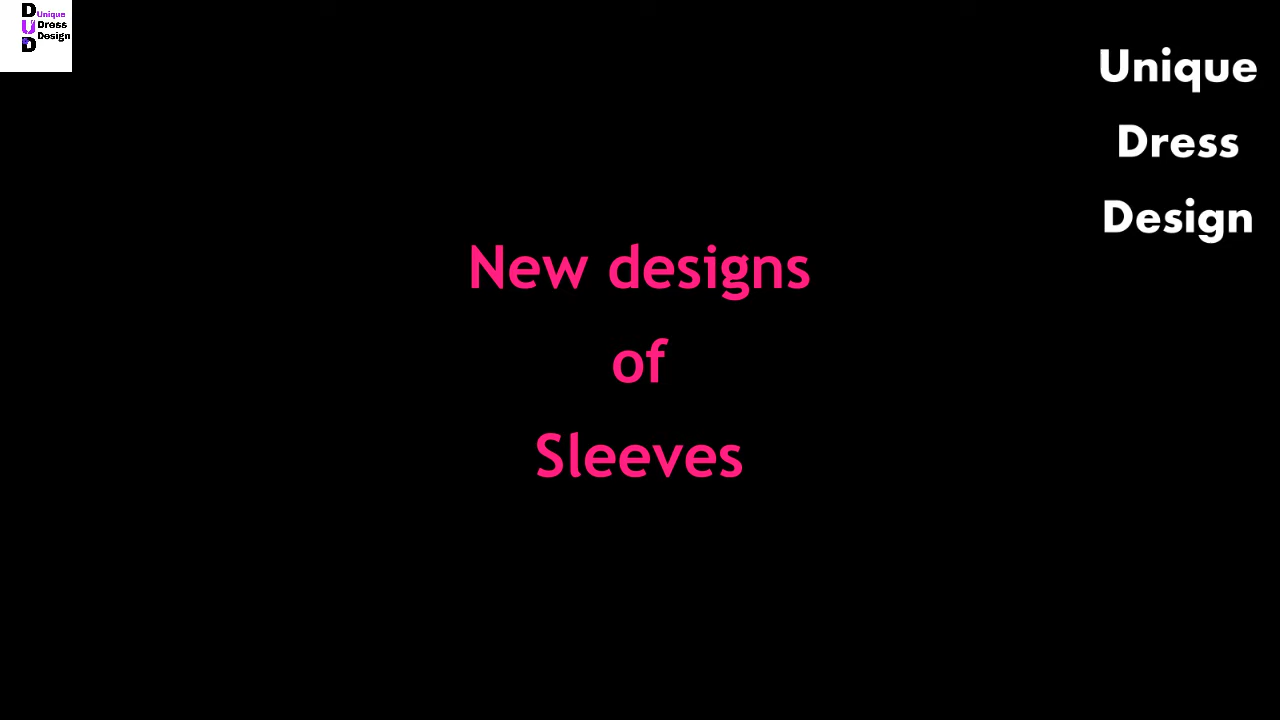 D Unique
U Dress
D Design
Unique
Dress
Design
New designs
of
Sleeves